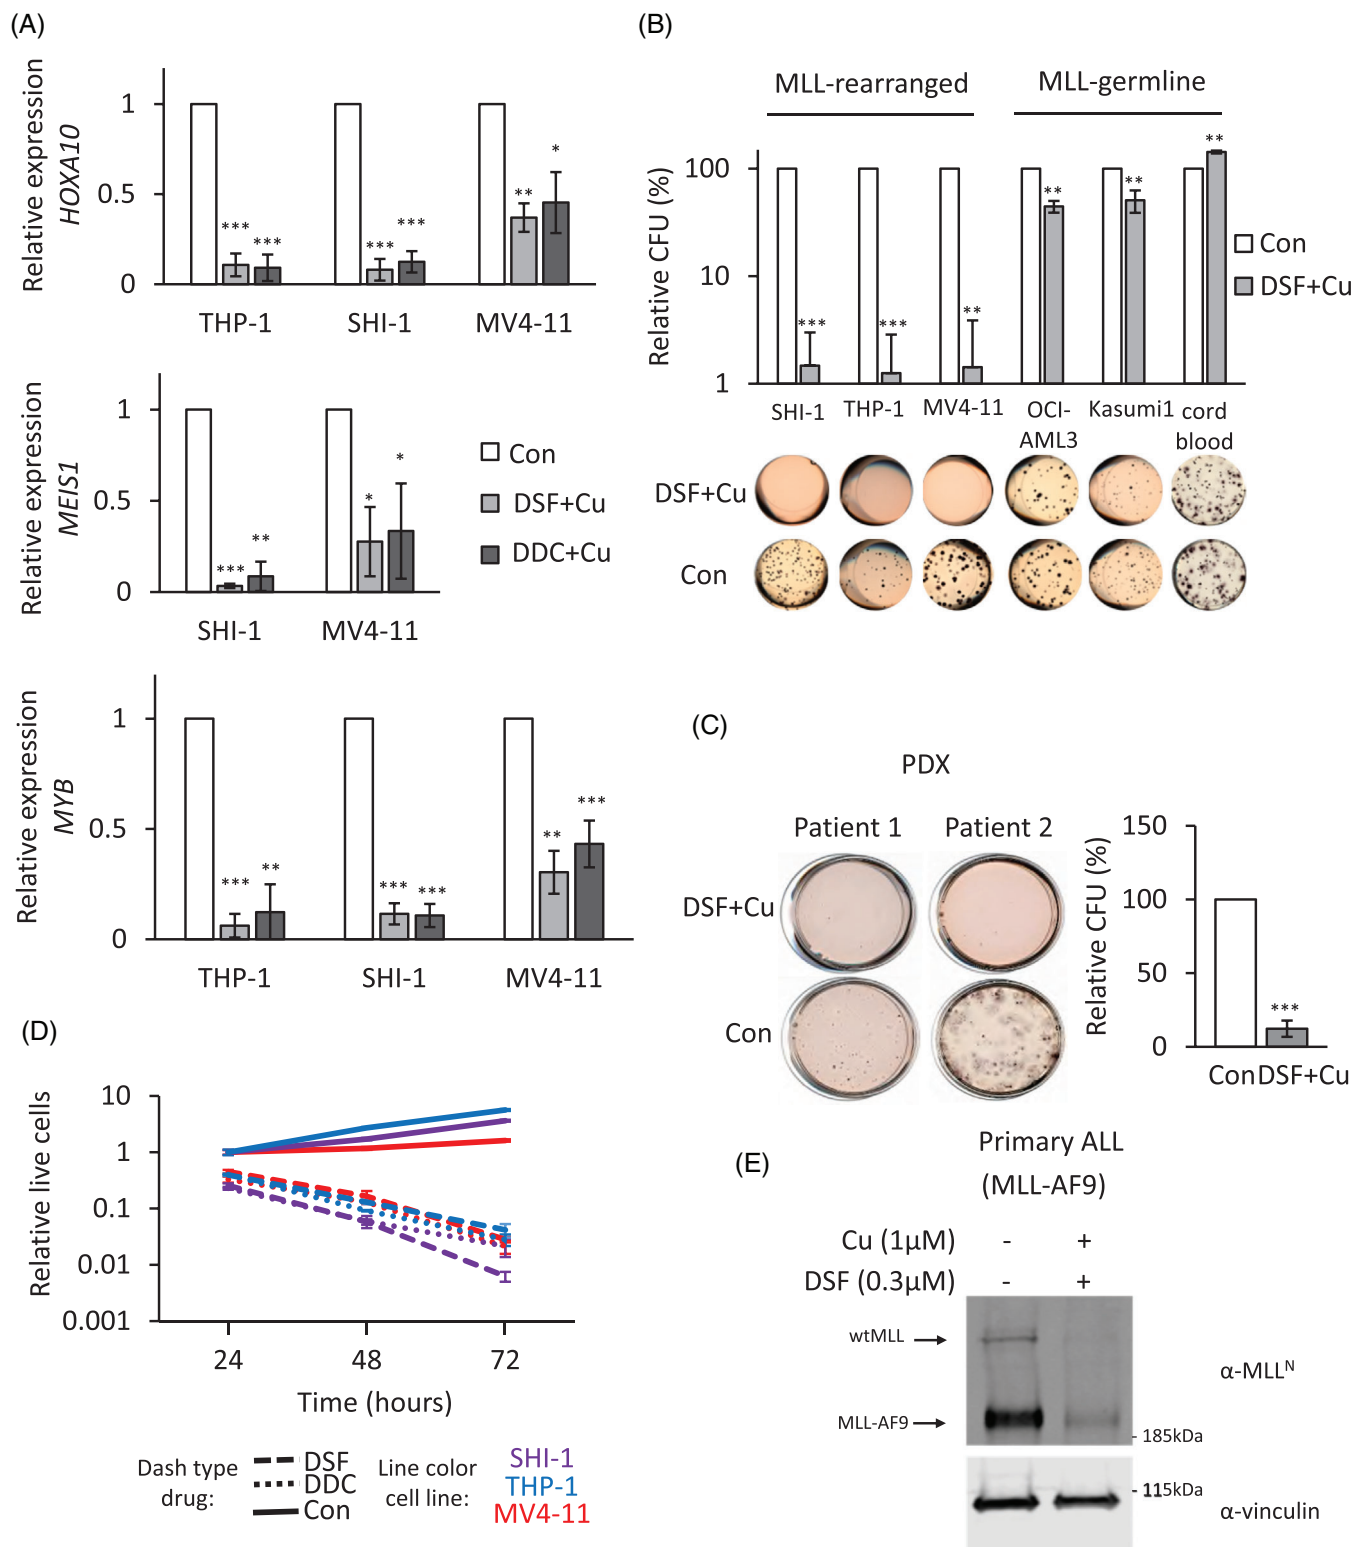 (A)
Relative expression
HOXA10
1
0.5
0
***
***
***
***
**
*
THP-1
SHI-1
MV4-11
Relative expression
MEIS1
1
0.5
0
***
**
*
*
SHI-1
MV4-11
Con
DSF+Cu
DDC+Cu
Relative expression
MYB
1
0.5
0
***
**
***
***
**
***
THP-1
SHI-1
MV4-11
(B)
MLL-rearranged
MLL-germline
Relative CFU (%)
100
10
1
***
***
**
**
**
**
Con
DSF+Cu
SHI-1
THP-1
MV4-11
OCI-
AML3
Kasumi1
cord
blood
DSF+Cu
Con
(C)
PDX
Patient 1
Patient 2
DSF+Cu
Con
Relative CFU (%)
150
100
50
0
***
Con
DSF+Cu
(D)
Relative live cells
10
1
0.1
0.01
0.001
24
48
72
Time (hours)
Dash type
drug:
DSF
DDC
Con
Line color
cell line:
SHI-1
THP-1
MV4-11
(E)
Primary ALL
(MLL-AF9)
Cu (1µM) - +
DSF (0.3µM) - +
wtMLL
α-MLLᴺ
MLL-AF9
- 185kDa
- 115kDa
α-vinculin